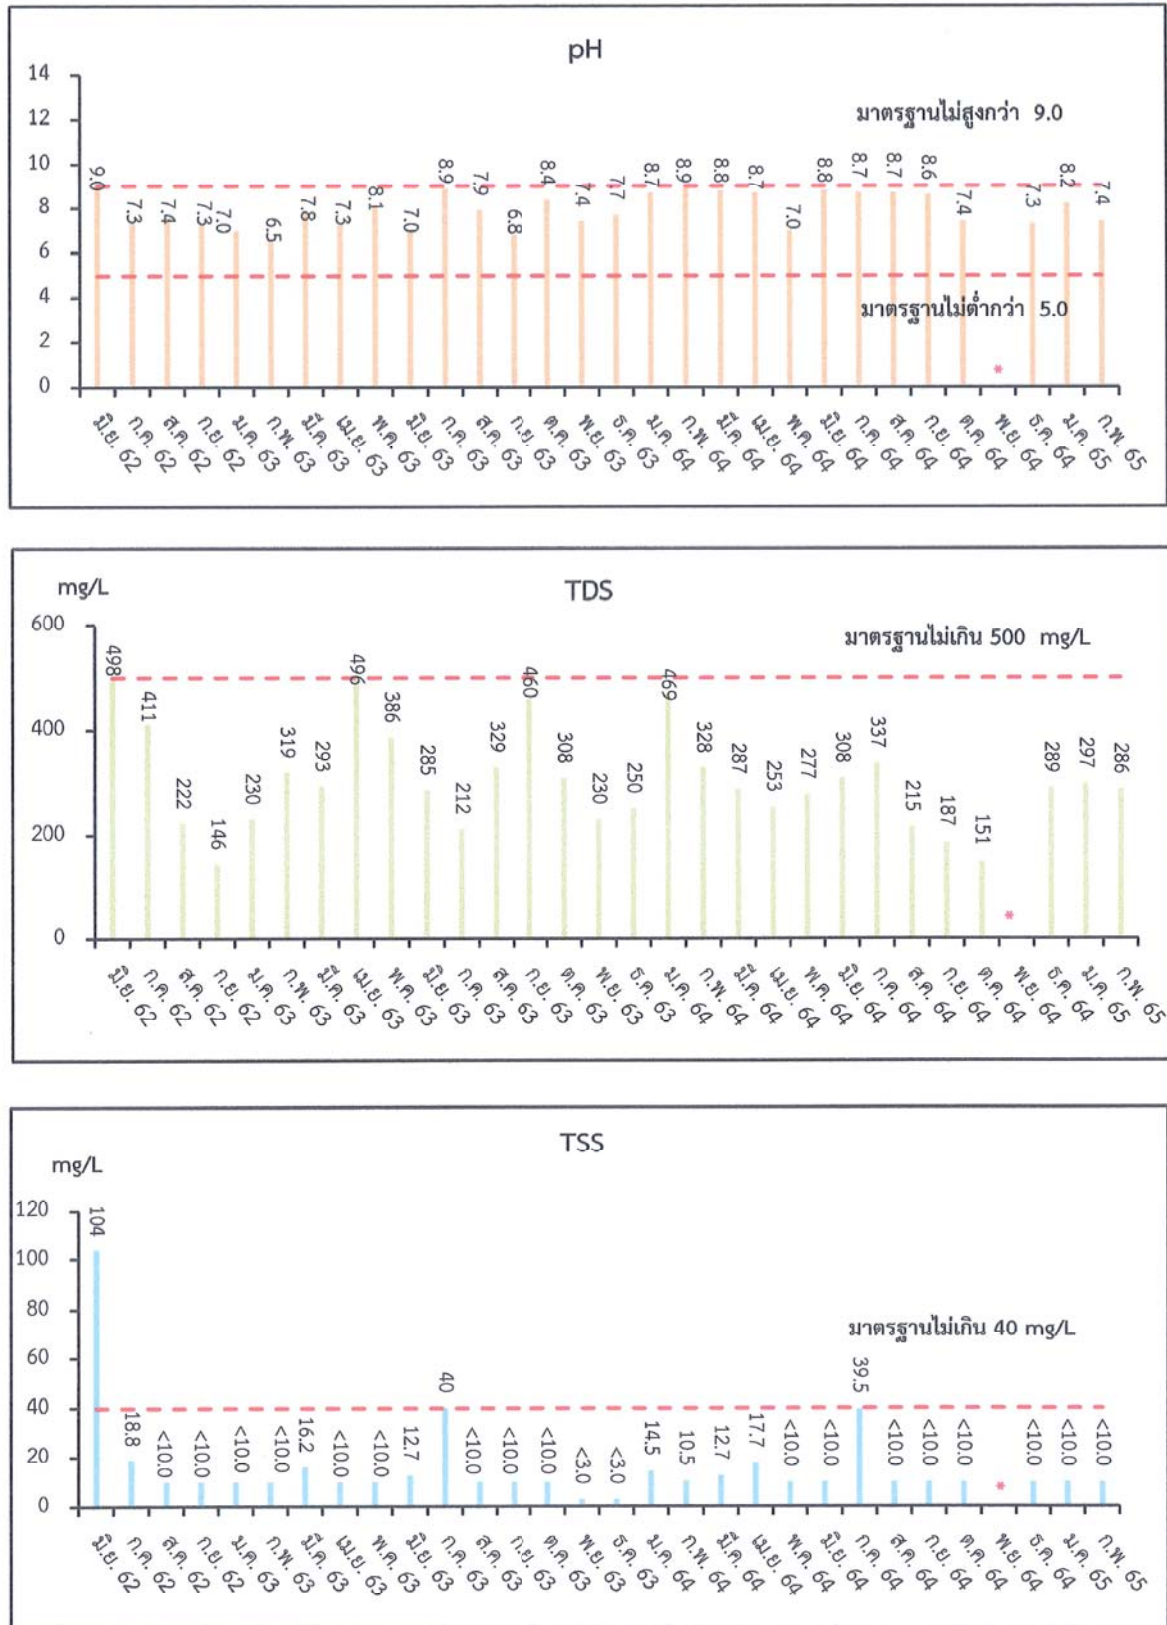 pH
14
12
10
8
6
4
2
0
มาตรฐานไม่สูงกว่า 9.0
มาตรฐานไม่ต่ำกว่า 5.0
9.0 7.3 7.4 7.3 7.0 6.5 7.8 7.3 8.1 7.0 8.9 7.9 6.8 8.4 7.4 7.7 8.7 8.9 8.8 8.7 7.0 8.8 8.7 8.7 8.6 7.4 * 7.3 8.2 7.4
มิ.ย. 62 ก.ค. 62 ส.ค. 62 ก.ย. 62 ม.ค. 63 ก.พ. 63 มี.ค. 63 เม.ย. 63 พ.ค. 63 มิ.ย. 63 ก.ค. 63 ส.ค. 63 ก.ย. 63 ต.ค. 63 พ.ย. 63 ธ.ค. 63 ม.ค. 64 ก.พ. 64 มี.ค. 64 เม.ย. 64 พ.ค. 64 มิ.ย. 64 ก.ค. 64 ส.ค. 64 ก.ย. 64 ต.ค. 64 พ.ย. 64 ธ.ค. 64 ม.ค. 65 ก.พ. 65
TDS
mg/L
600
400
200
0
มาตรฐานไม่เกิน 500 mg/L
498 411 222 146 230 319 293 496 386 285 212 329 460 308 230 250 469 328 287 253 277 308 337 215 187 151 * 289 297 286
มิ.ย. 62 ก.ค. 62 ส.ค. 62 ก.ย. 62 ม.ค. 63 ก.พ. 63 มี.ค. 63 เม.ย. 63 พ.ค. 63 มิ.ย. 63 ก.ค. 63 ส.ค. 63 ก.ย. 63 ต.ค. 63 พ.ย. 63 ธ.ค. 63 ม.ค. 64 ก.พ. 64 มี.ค. 64 เม.ย. 64 พ.ค. 64 มิ.ย. 64 ก.ค. 64 ส.ค. 64 ก.ย. 64 ต.ค. 64 พ.ย. 64 ธ.ค. 64 ม.ค. 65 ก.พ. 65
TSS
mg/L
120
100
80
60
40
20
0
มาตรฐานไม่เกิน 40 mg/L
104 18.8 <10.0 <10.0 <10.0 <10.0 16.2 <10.0 <10.0 12.7 40 <10.0 <10.0 <10.0 <3.0 <3.0 14.5 10.5 12.7 17.7 <10.0 <10.0 39.5 <10.0 <10.0 <10.0 * <10.0 <10.0 <10.0
มิ.ย. 62 ก.ค. 62 ส.ค. 62 ก.ย. 62 ม.ค. 63 ก.พ. 63 มี.ค. 63 เม.ย. 63 พ.ค. 63 มิ.ย. 63 ก.ค. 63 ส.ค. 63 ก.ย. 63 ต.ค. 63 พ.ย. 63 ธ.ค. 63 ม.ค. 64 ก.พ. 64 มี.ค. 64 เม.ย. 64 พ.ค. 64 มิ.ย. 64 ก.ค. 64 ส.ค. 64 ก.ย. 64 ต.ค. 64 พ.ย. 64 ธ.ค. 64 ม.ค. 65 ก.พ. 65